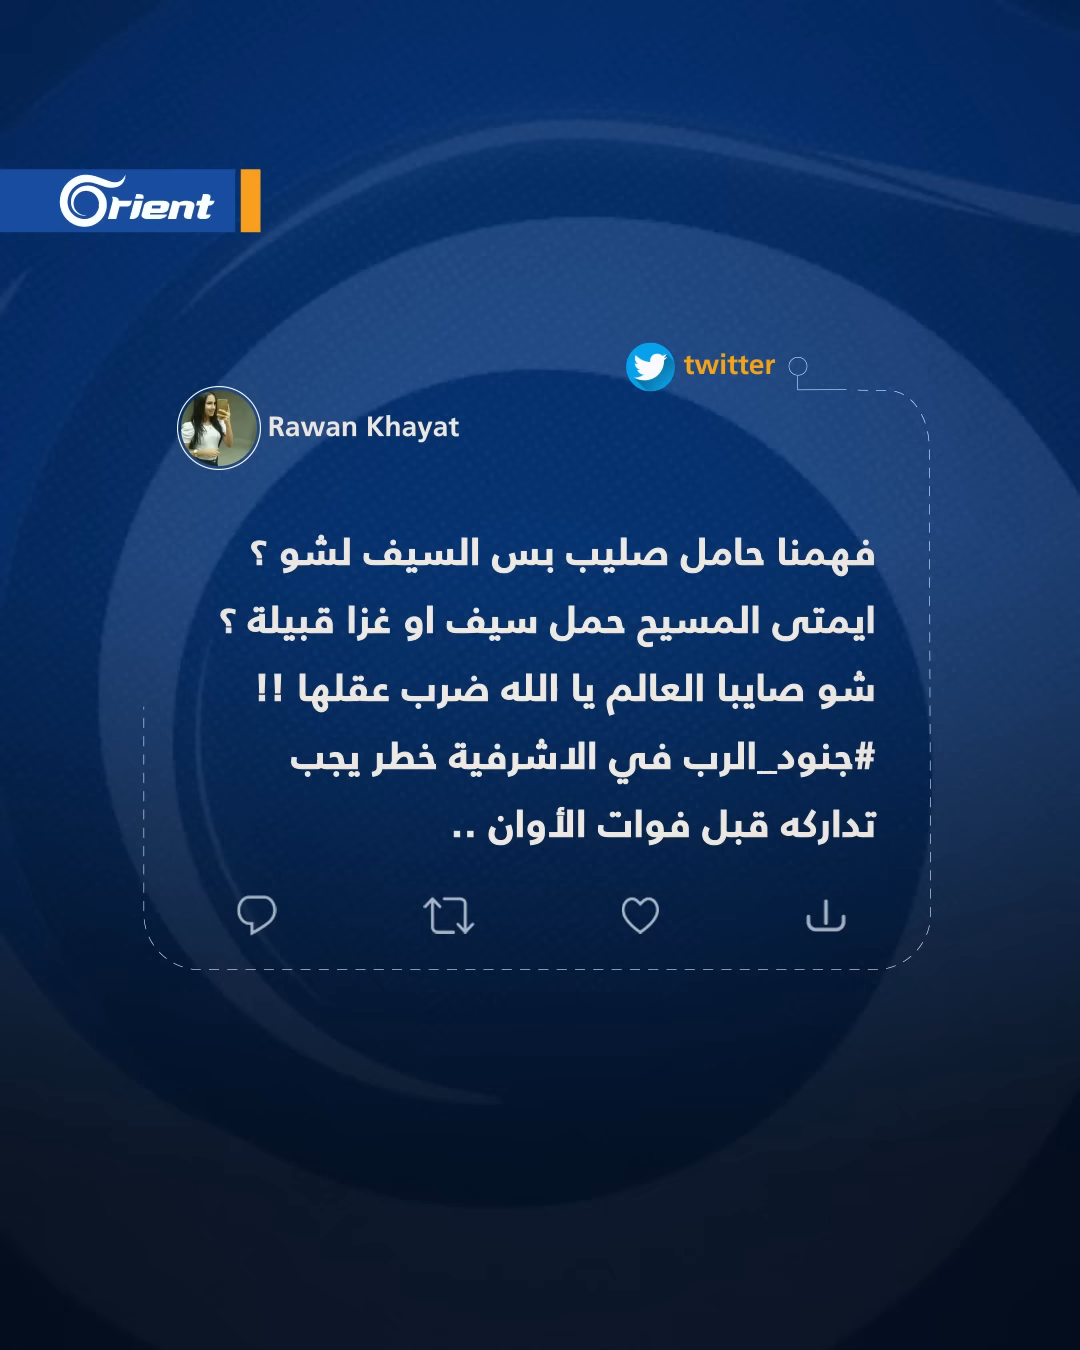 Orient
twitter
Rawan Khayat
فهمنا حامل صليب بس السيف لشو ؟
ايمتى المسيح حمل سيف او غزا قبيلة ؟
شو صايبا العالم يا الله ضرب عقلها !!
#جنود_الرب في الاشرفية خطر يجب
تداركه قبل فوات الأوان ..